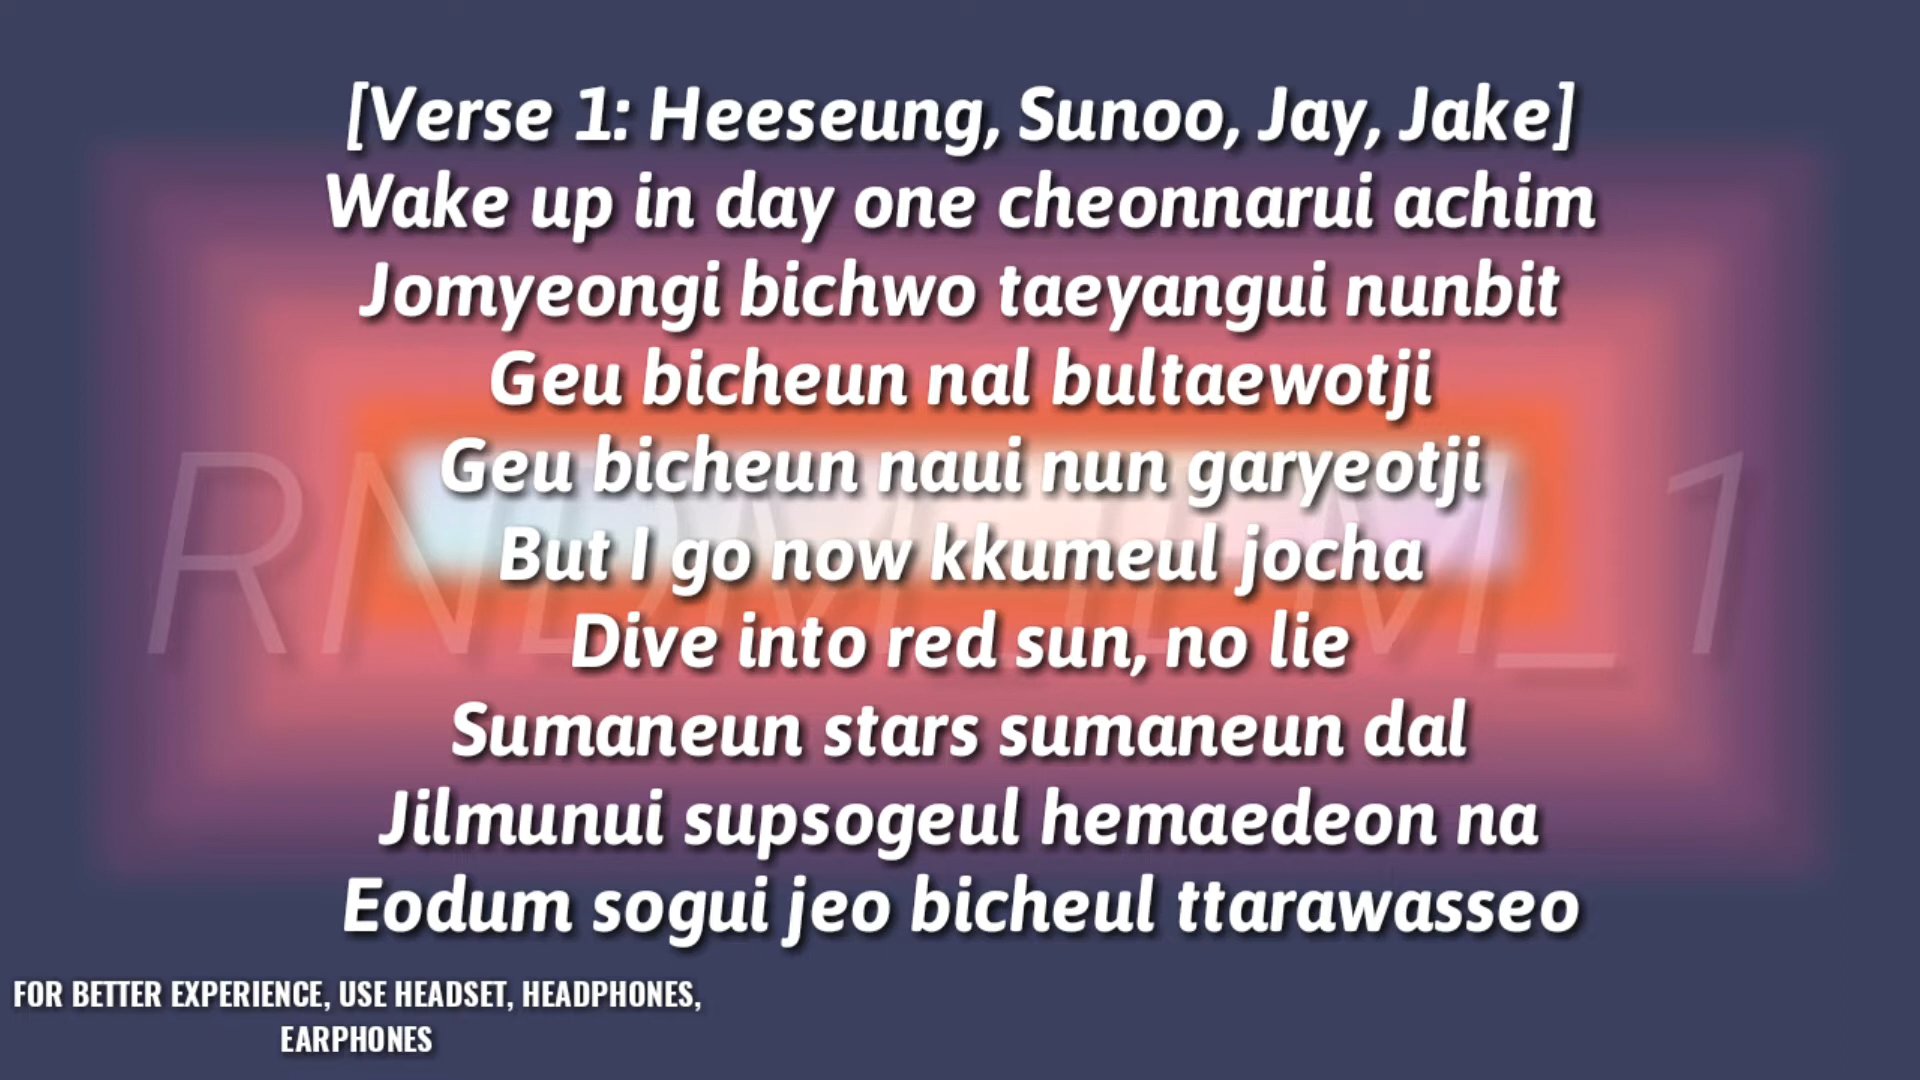 [Verse 1: Heeseung, Sunoo, Jay, Jake]
Wake up in day one cheonnarui achim
Jomyeongi bichwo taeyangui nunbit
Geu bicheun nal bultaewotji
Geu bicheun naui nun garyeotji
But I go now kkumeul jocha
Dive into red sun, no lie
Sumaneun stars sumaneun dal
Jilmunui supsogeul hemaedeon na
Eodum sogui jeo bicheul ttarawasseo
FOR BETTER EXPERIENCE, USE HEADSET, HEADPHONES,
EARPHONES